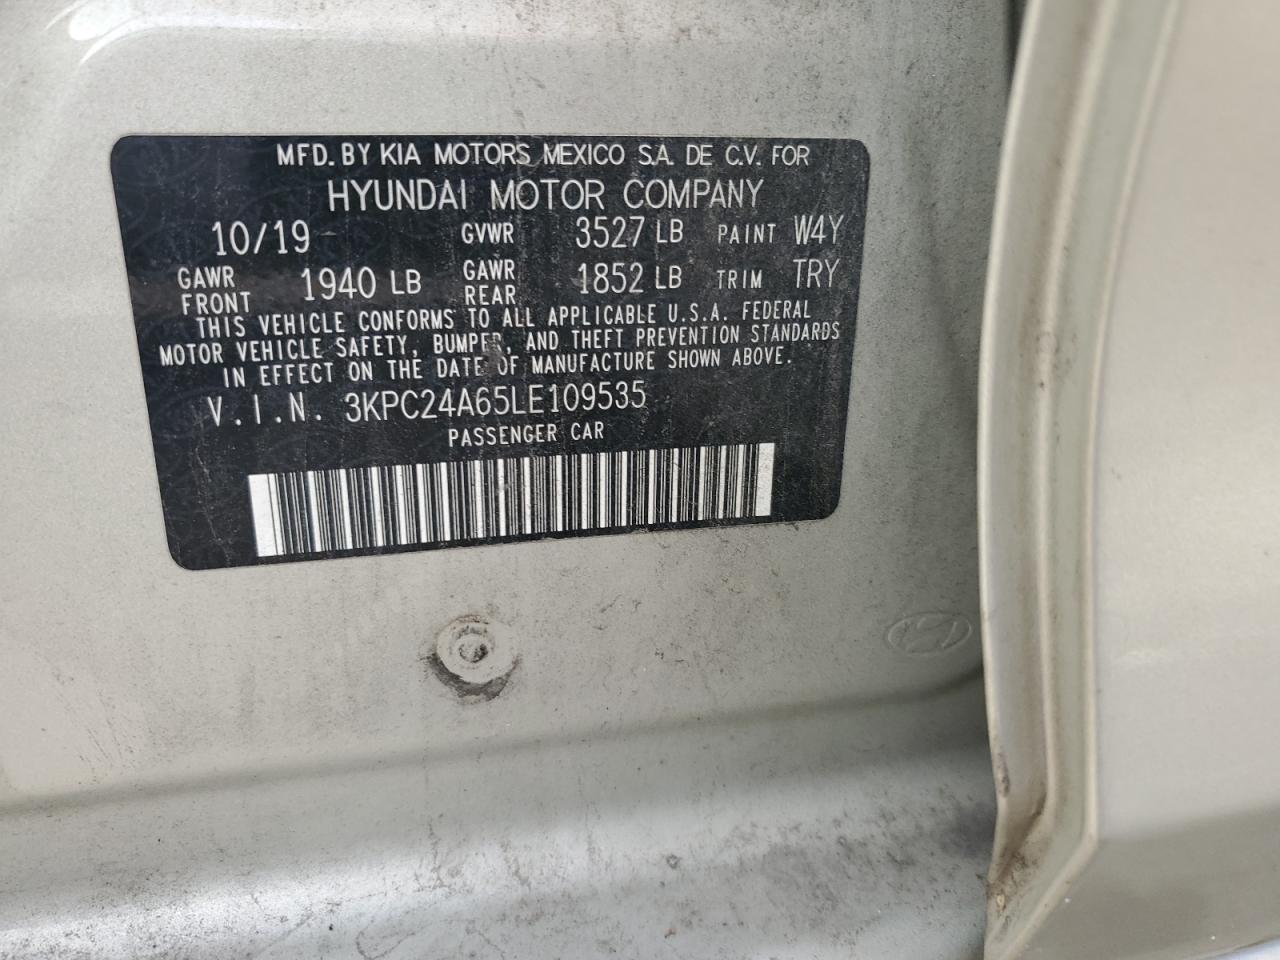 MFD. BY KIA MOTORS MEXICO S.A. DE C.V. FOR
HYUNDAI MOTOR COMPANY
10/19 GVWR 3527 LB PAINT W4Y
GAWR FRONT 1940 LB GAWR REAR 1852 LB TRIM TRY
THIS VEHICLE CONFORMS TO ALL APPLICABLE U.S.A. FEDERAL
MOTOR VEHICLE SAFETY, BUMPER, AND THEFT PREVENTION STANDARDS
IN EFFECT ON THE DATE OF MANUFACTURE SHOWN ABOVE.
V.I.N. 3KPC24A65LE109535
PASSENGER CAR